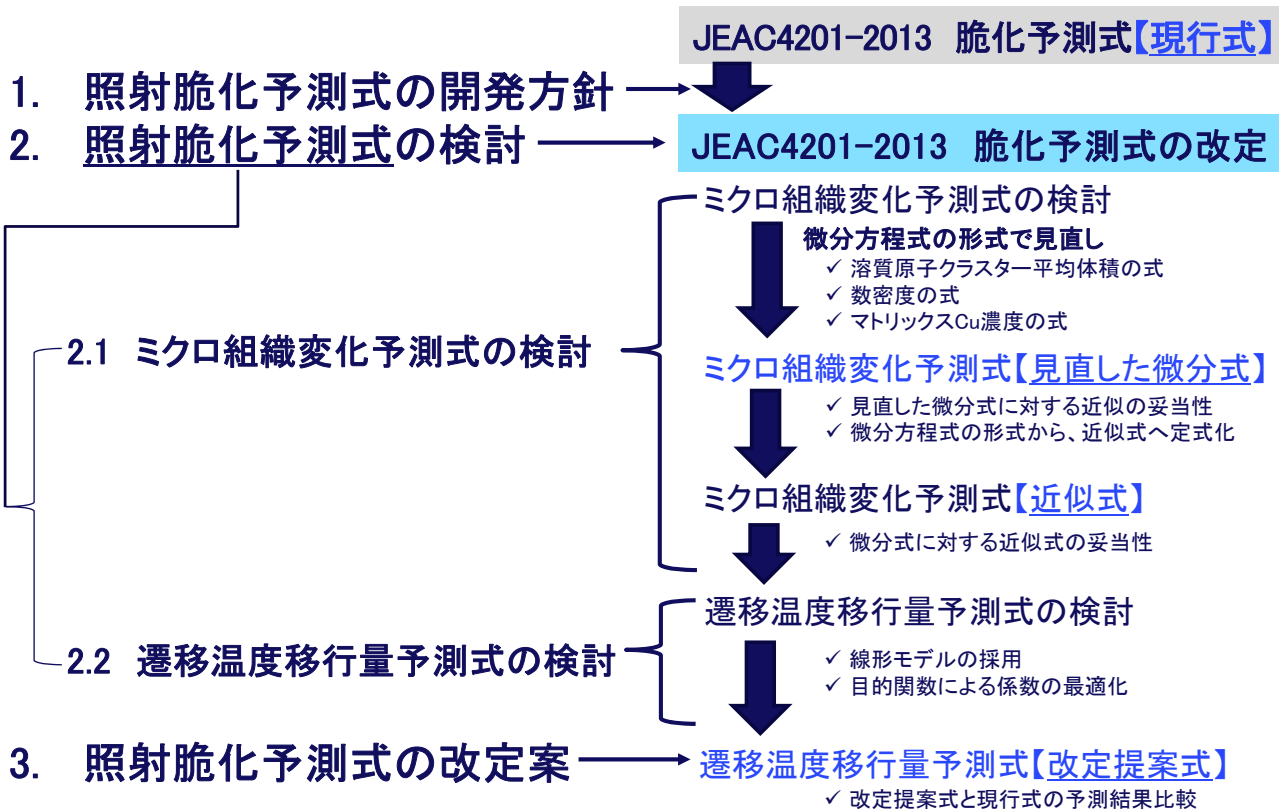 JEAC4201-2013 脆化予測式【現行式】
1. 照射脆化予測式の開発方針
2. 照射脆化予測式の検討
JEAC4201-2013 脆化予測式の改定
ミクロ組織変化予測式の検討
微分方程式の形式で見直し
✓ 溶質原子クラスター平均体積の式
✓ 数密度の式
✓ マトリックスCu濃度の式
2.1 ミクロ組織変化予測式の検討
ミクロ組織変化予測式【見直した微分式】
✓ 見直した微分式に対する近似の妥当性
✓ 微分方程式の形式から、近似式へ定式化
ミクロ組織変化予測式【近似式】
✓ 微分式に対する近似式の妥当性
遷移温度移行量予測式の検討
2.2 遷移温度移行量予測式の検討
✓ 線形モデルの採用
✓ 目的関数による係数の最適化
3. 照射脆化予測式の改定案
遷移温度移行量予測式【改定提案式】
✓ 改定提案式と現行式の予測結果比較